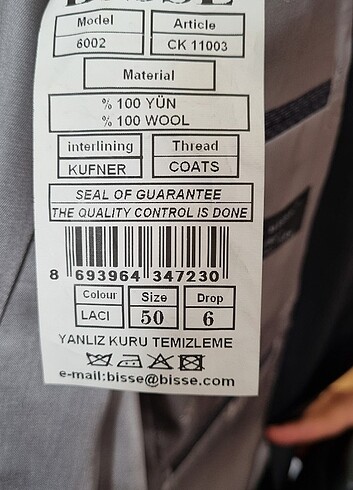 BISSE
Model Article
6002 CK 11003
Material
% 100 YÜN
% 100 WOOL
interlining Thread
KUFNER COATS
SEAL OF GUARANTEE
THE QUALITY CONTROL IS DONE
8 693964 347230
Colour Size Drop
LACI 50 6
YANLIZ KURU TEMIZLEME
e-mail:bisse@bisse.com